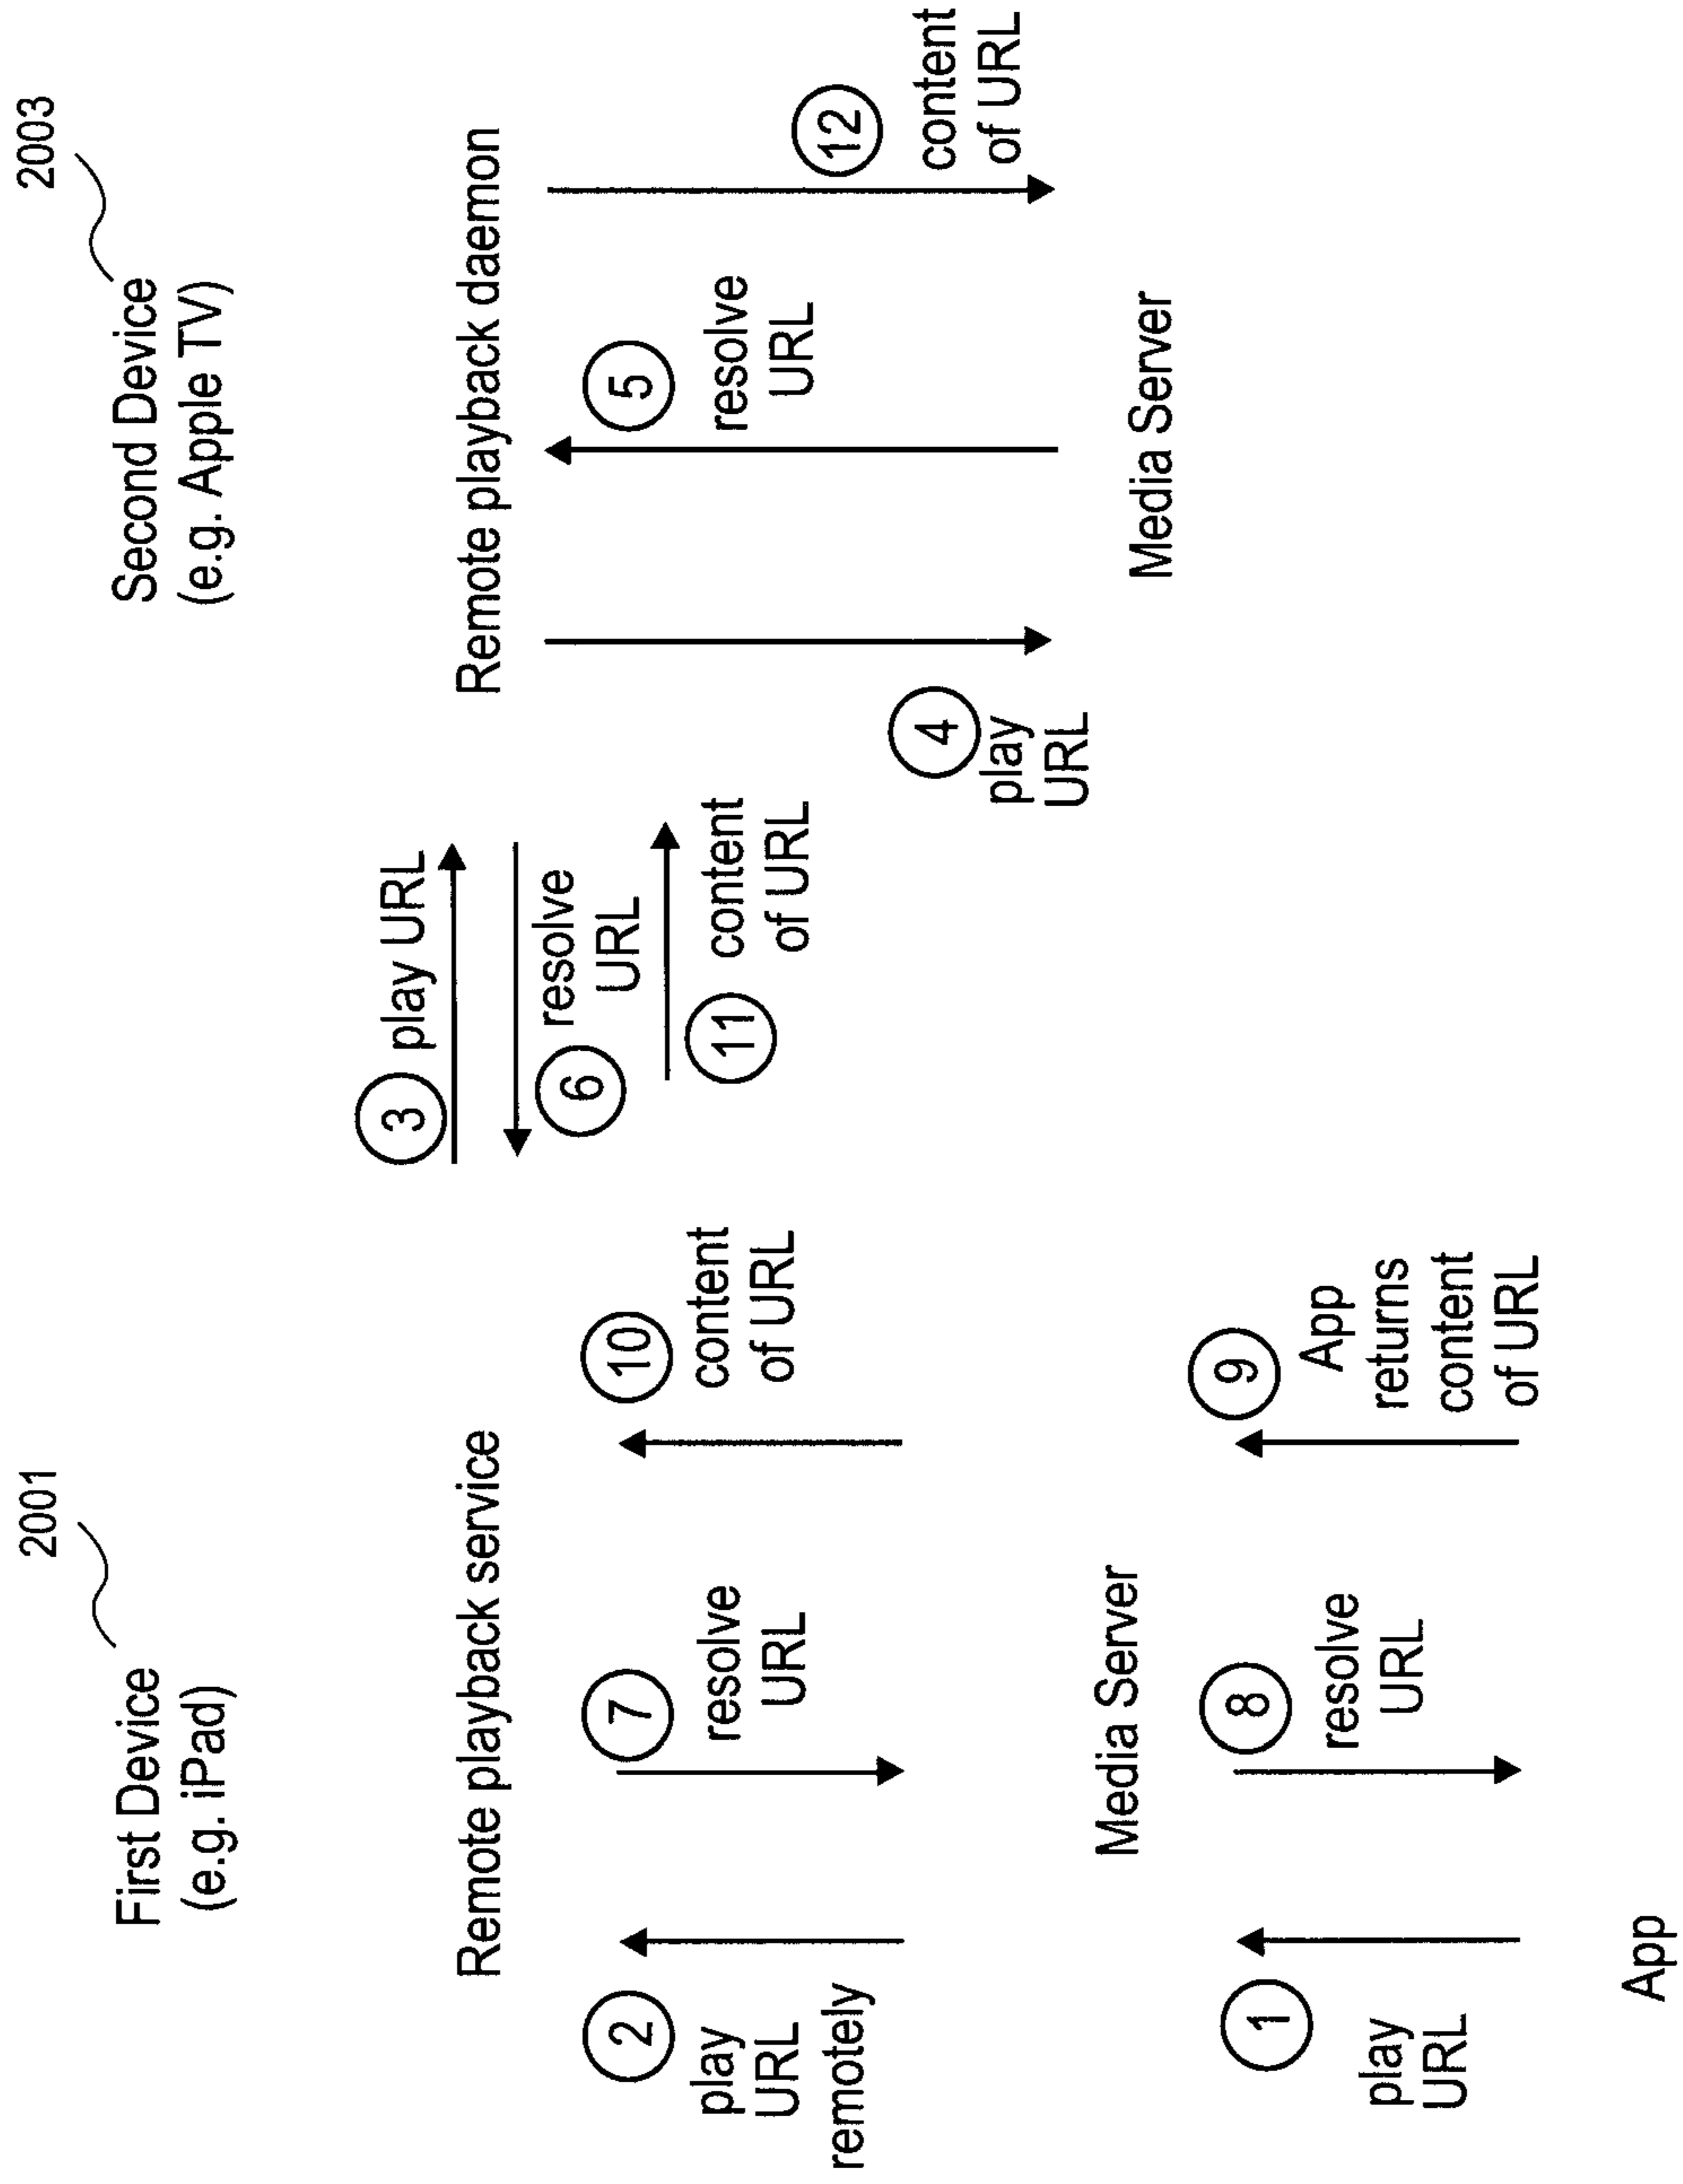 2001
First Device
(e.g. iPad)
2003
Second Device
(e.g. Apple TV)
Remote playback service
3 play URL
Remote playback daemon
2
play
URL
remotely
7
resolve
URL
10
content
of URL
6 resolve
URL
11 content
of URL
5
resolve
URL
12
content
of URL
4
play
URL
Media Server
Media Server
1
play
URL
8
resolve
URL
9
App
returns
content
of URL
App